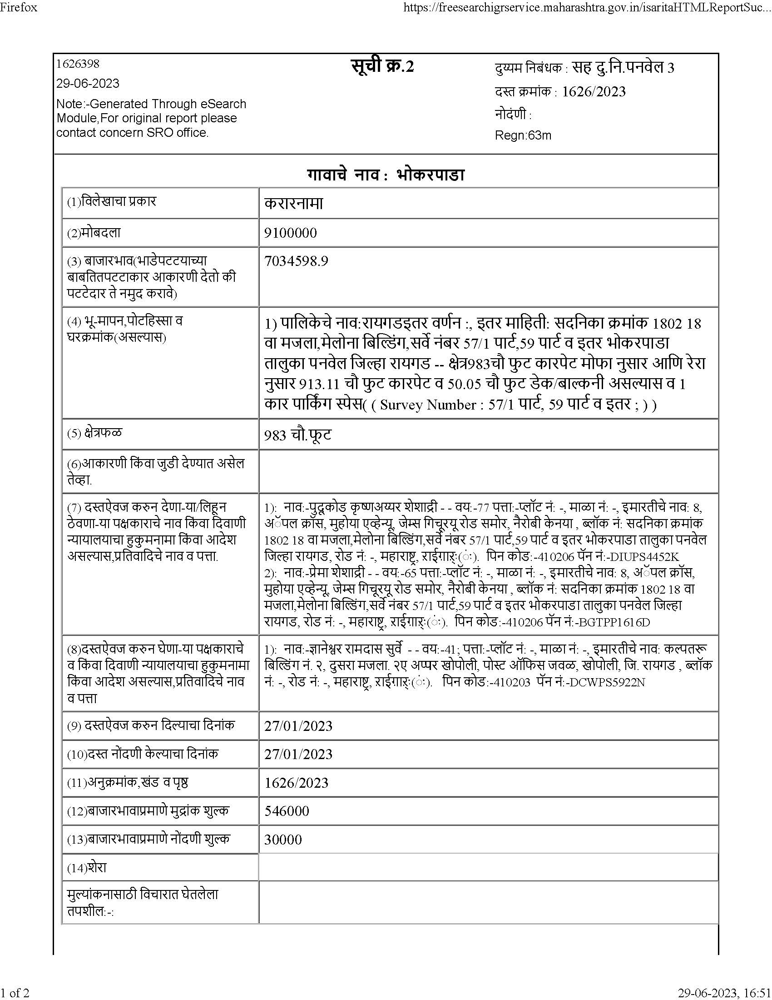 Firefox
https://freesearchigrservice.maharashtra.gov.in/isaritaHTMLReportSuc...
1626398
29-06-2023
Note:-Generated Through eSearch
Module,For original report please
contact concern SRO office.
सूची क्र.2
दुय्यम निबंधक : सह दु.नि.पनवेल 3
दस्त क्रमांक : 1626/2023
नोदंणी :
Regn:63m
गावाचे नाव : भोकरपाडा
(1)विलेखाचा प्रकार
करारनामा
(2)मोबदला
9100000
(3) बाजारभाव(भाडेपटटयाच्या
बाबतितपटटाकार आकारणी देतो की
पटटेदार ते नमुद करावे)
7034598.9
(4) भू-मापन,पोटहिस्सा व
घरक्रमांक(असल्यास)
1) पालिकेचे नाव:रायगडइतर वर्णन :, इतर माहिती: सदनिका क्रमांक 1802 18
वा मजला,मेलोना बिल्डिंग,सर्वे नंबर 57/1 पार्ट,59 पार्ट व इतर भोकरपाडा
तालुका पनवेल जिल्हा रायगड -- क्षेत्र983चौ फुट कारपेट मोफा नुसार आणि रेरा
नुसार 913.11 चौ फुट कारपेट व 50.05 चौ फुट डेक/बाल्कनी असल्यास व 1
कार पार्किंग स्पेस( ( Survey Number : 57/1 पार्ट, 59 पार्ट व इतर ; ) )
(5) क्षेत्रफळ
983 चौ.फूट
(6)आकारणी किंवा जुडी देण्यात असेल
तेव्हा.
(7) दस्तऐवज करुन देणा-या/लिहून
ठेवणा-या पक्षकाराचे नाव किंवा दिवाणी
न्यायालयाचा हुकुमनामा किंवा आदेश
असल्यास,प्रतिवादिचे नाव व पत्ता.
1): नाव:-पुदूकोड कृष्णअय्यर शेशाद्री - - वय:-77 पत्ता:-प्लॉट नं: -, माळा नं: -, इमारतीचे नाव: 8,
अॅपल क्रॉस, मुहोया एव्हेन्यू, जेम्स गिचूरयू रोड समोर, नैरोबी केनया , ब्लॉक नं: सदनिका क्रमांक
1802 18 वा मजला,मेलोना बिल्डिंग,सर्वे नंबर 57/1 पार्ट,59 पार्ट व इतर भोकरपाडा तालुका पनवेल
जिल्हा रायगड, रोड नं: -, महाराष्ट्र, ऱाईग़ाऱ्ः(ंः). पिन कोड:-410206 पॅन नं:-DIUPS4452K
2): नाव:-प्रेमा शेशाद्री - - वय:-65 पत्ता:-प्लॉट नं: -, माळा नं: -, इमारतीचे नाव: 8, अॅपल क्रॉस,
मुहोया एव्हेन्यू, जेम्स गिचूरयू रोड समोर, नैरोबी केनया , ब्लॉक नं: सदनिका क्रमांक 1802 18 वा
मजला,मेलोना बिल्डिंग,सर्वे नंबर 57/1 पार्ट,59 पार्ट व इतर भोकरपाडा तालुका पनवेल जिल्हा
रायगड, रोड नं: -, महाराष्ट्र, ऱाईग़ाऱ्ः(ंः). पिन कोड:-410206 पॅन नं:-BGTPP1616D
(8)दस्तऐवज करुन घेणा-या पक्षकाराचे
व किंवा दिवाणी न्यायालयाचा हुकुमनामा
किंवा आदेश असल्यास,प्रतिवादिचे नाव
व पत्ता
1): नाव:-ज्ञानेश्वर रामदास सुर्वे - - वय:-41; पत्ता:-प्लॉट नं: -, माळा नं: -, इमारतीचे नाव: कल्पतरू
बिल्डिंग नं. २, दुसरा मजला. २ए अप्पर खोपोली, पोस्ट ऑफिस जवळ, खोपोली, जि. रायगड , ब्लॉक
नं: -, रोड नं: -, महाराष्ट्र, ऱाईग़ाऱ्ः(ंः). पिन कोड:-410203 पॅन नं:-DCWPS5922N
(9) दस्तऐवज करुन दिल्याचा दिनांक
27/01/2023
(10)दस्त नोंदणी केल्याचा दिनांक
27/01/2023
(11)अनुक्रमांक,खंड व पृष्ठ
1626/2023
(12)बाजारभावाप्रमाणे मुद्रांक शुल्क
546000
(13)बाजारभावाप्रमाणे नोंदणी शुल्क
30000
(14)शेरा
मुल्यांकनासाठी विचारात घेतलेला
तपशील:-:
1 of 2
29-06-2023, 16:51